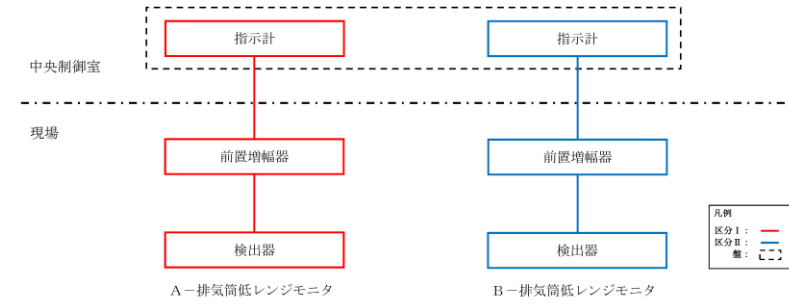 指示計 指示計
中央制御室
現場
前置増幅器 前置増幅器
検出器 検出器
A－排気筒低レンジモニタ B－排気筒低レンジモニタ
凡例
区分Ⅰ：
区分Ⅱ：
盤：